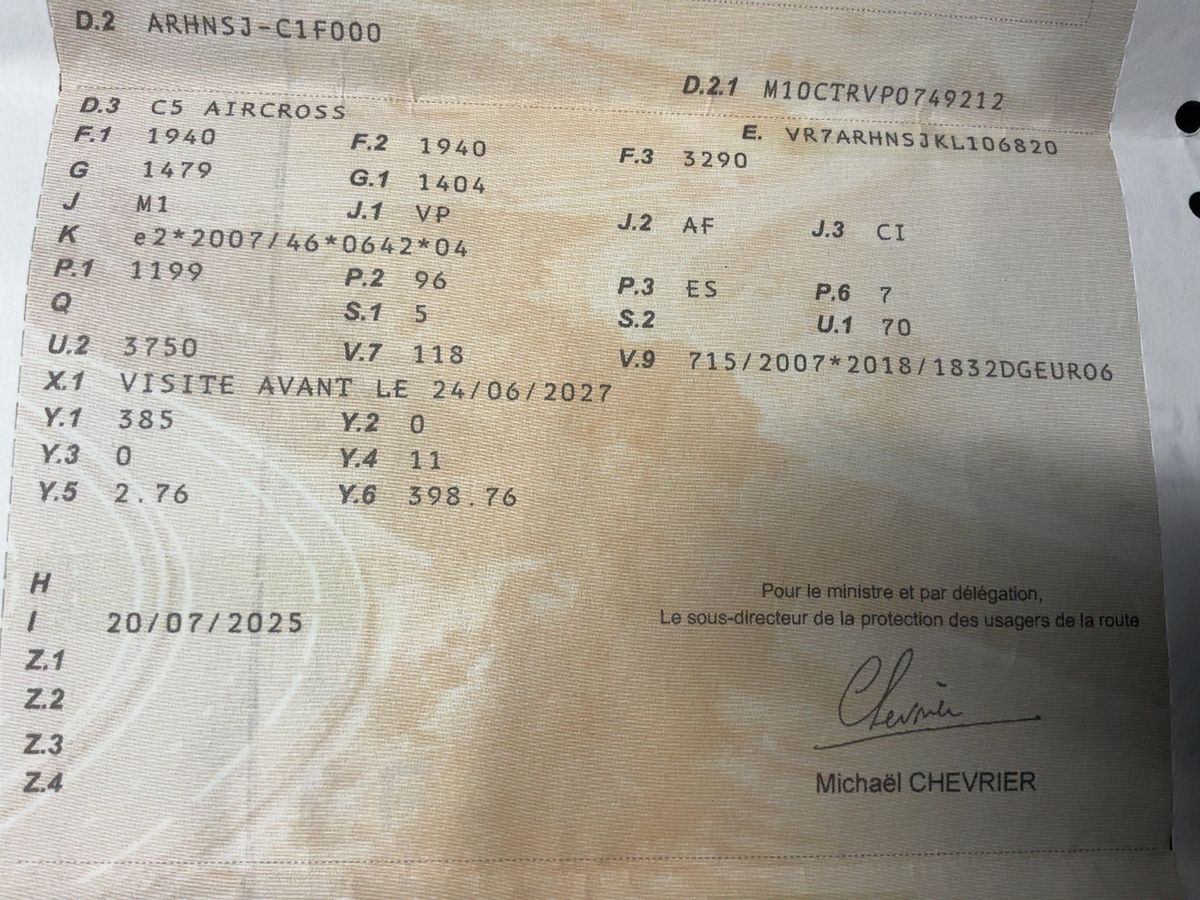 D.2 ARHNSJ-C1F000
D.2.1 M10CTRVP0749212
D.3 C5 AIRCROSS
E. VR7ARHNSJKL106820
F.1 1940 F.2 1940 F.3 3290
G 1479 G.1 1404
J M1 J.1 VP J.2 AF J.3 CI
K e2*2007/46*0642*04
P.1 1199 P.2 96 P.3 ES P.6 7
Q S.1 5 S.2 U.1 70
U.2 3750 V.7 118 V.9 715/2007*2018/1832DGEURO6
X.1 VISITE AVANT LE 24/06/2027
Y.1 385 Y.2 0
Y.3 0 Y.4 11
Y.5 2.76 Y.6 398.76
H
I 20/07/2025
Z.1
Z.2
Z.3
Z.4
Pour le ministre et par délégation,
Le sous-directeur de la protection des usagers de la route
Chevrier
Michaël CHEVRIER